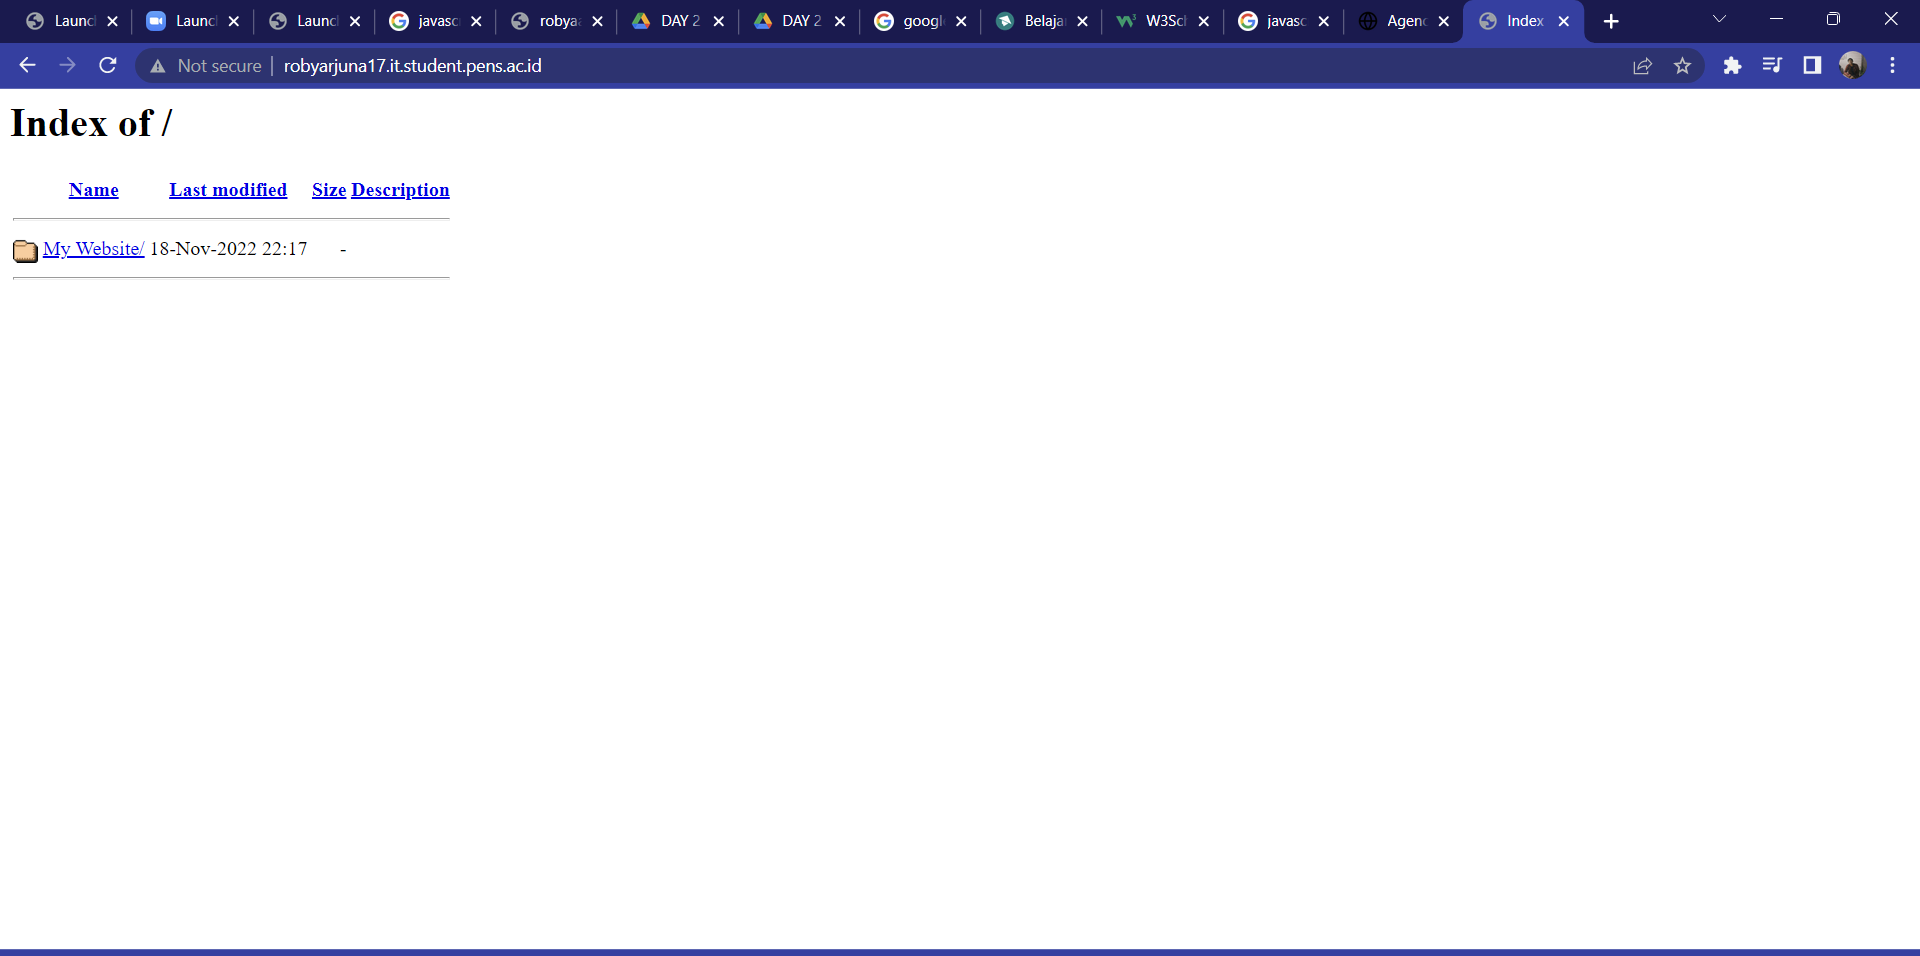 Launc Launc Launc javasc robya DAY 2 DAY 2 googl Belaja W3Sc javasc Agen Index
Not secure robyarjuna17.it.student.pens.ac.id
Index of /
Name Last modified Size Description
My Website/ 18-Nov-2022 22:17 -